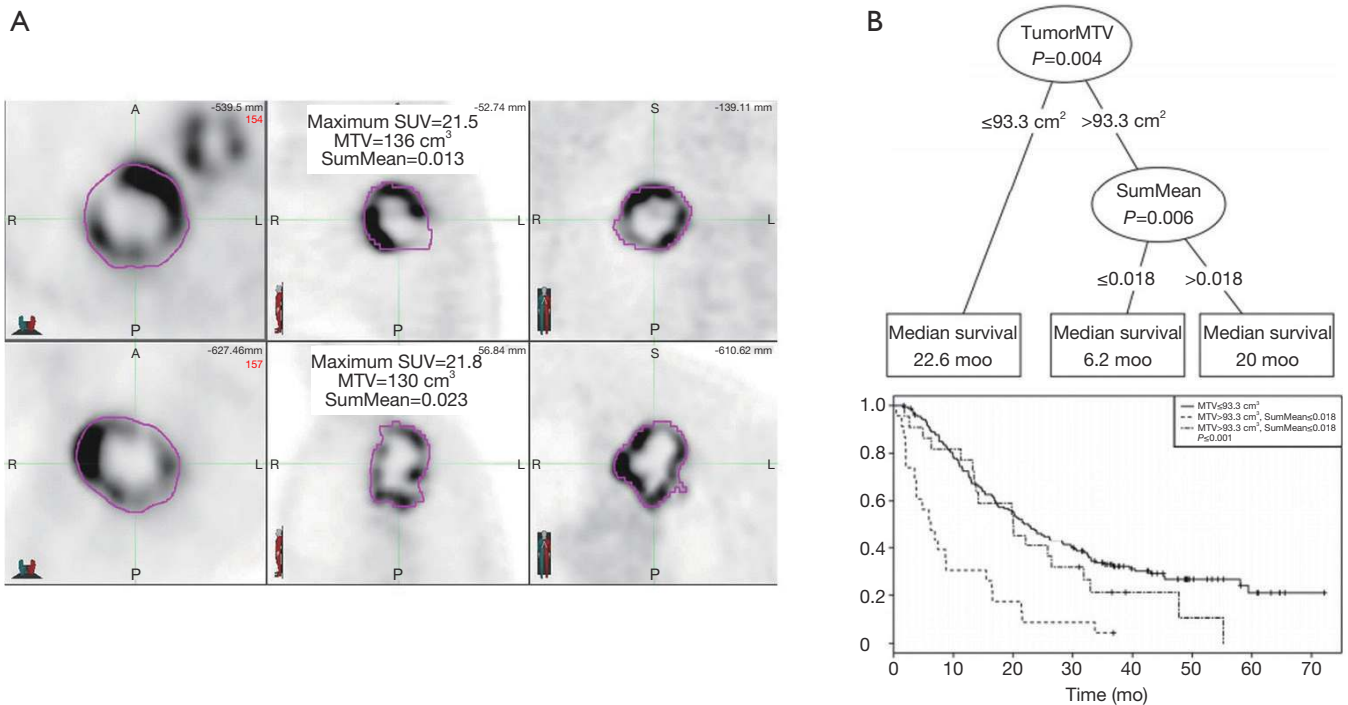 A
A
-539.5 mm
154
R
L
P
-52.74 mm
Maximum SUV=21.5
MTV=136 cm³
SumMean=0.013
R
L
P
S
-139.11 mm
R
L
P
A
-627.46mm
157
R
L
P
56.84 mm
Maximum SUV=21.8
MTV=130 cm³
SumMean=0.023
R
L
P
S
-610.62 mm
R
L
P
B
TumorMTV
P=0.004
≤93.3 cm² >93.3 cm²
SumMean
P=0.006
≤0.018 >0.018
Median survival
22.6 moo
Median survival
6.2 moo
Median survival
20 moo
MTV≤93.3 cm³
MTV>93.3 cm³, SumMean≤0.018
MTV>93.3 cm³, SumMean≤0.018
P≤0.001
1.0
0.8
0.6
0.4
0.2
0
0 10 20 30 40 50 60 70
Time (mo)